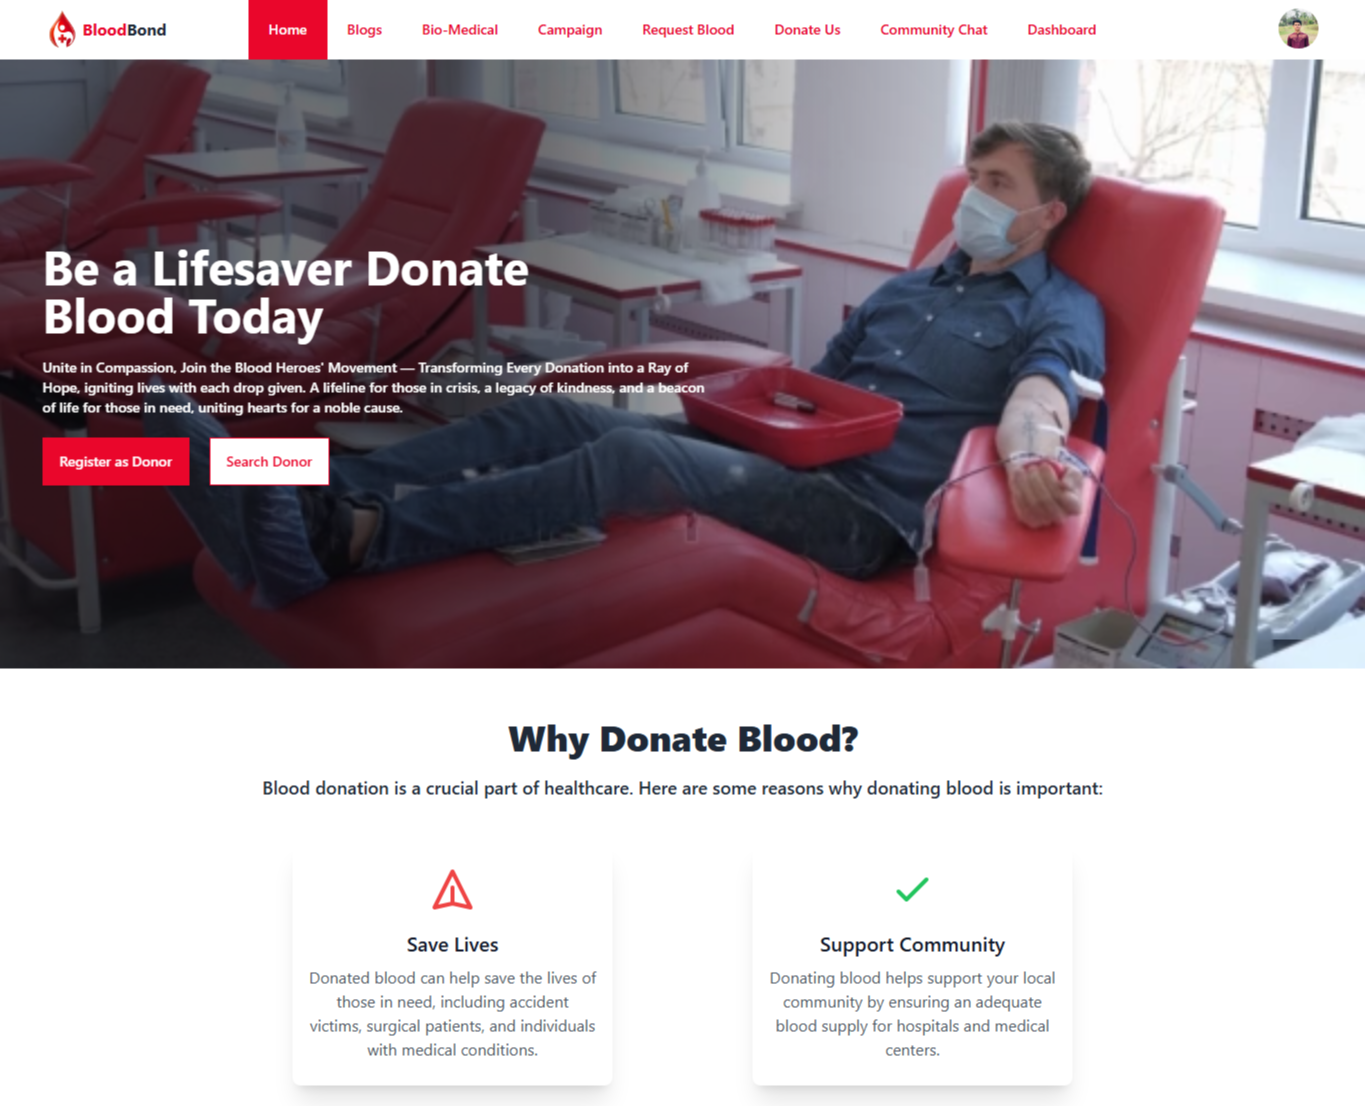 BloodBond
Home
Blogs
Bio-Medical
Campaign
Request Blood
Donate Us
Community Chat
Dashboard
Be a Lifesaver Donate
Blood Today
Unite in Compassion, Join the Blood Heroes' Movement — Transforming Every Donation into a Ray of
Hope, igniting lives with each drop given. A lifeline for those in crisis, a legacy of kindness, and a beacon
of life for those in need, uniting hearts for a noble cause.
Register as Donor
Search Donor
Why Donate Blood?
Blood donation is a crucial part of healthcare. Here are some reasons why donating blood is important:
Save Lives
Donated blood can help save the lives of
those in need, including accident
victims, surgical patients, and individuals
with medical conditions.
Support Community
Donating blood helps support your local
community by ensuring an adequate
blood supply for hospitals and medical
centers.